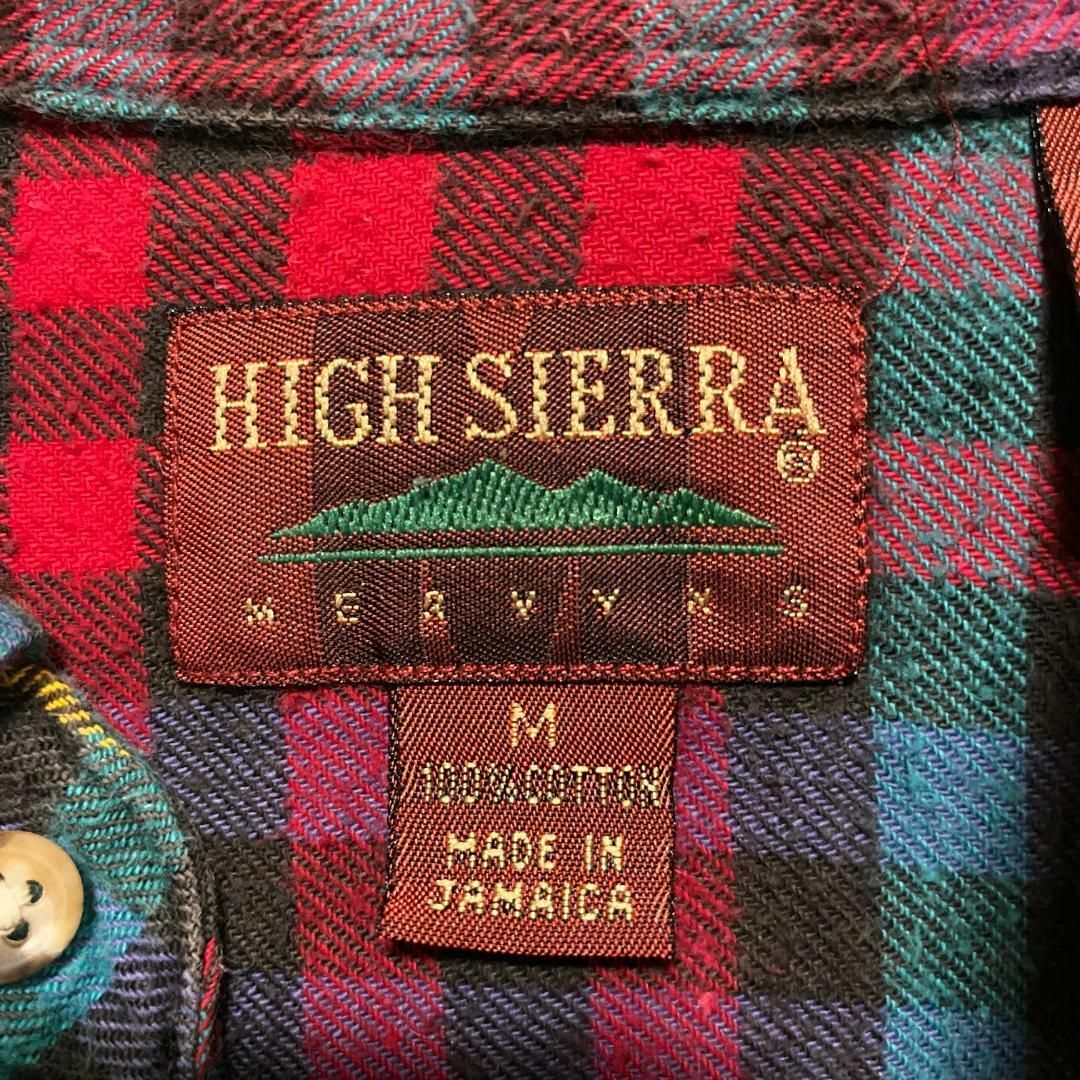 HIGH SIERRA
®
MERVYNS
M
100% COTTON
MADE IN
JAMAICA